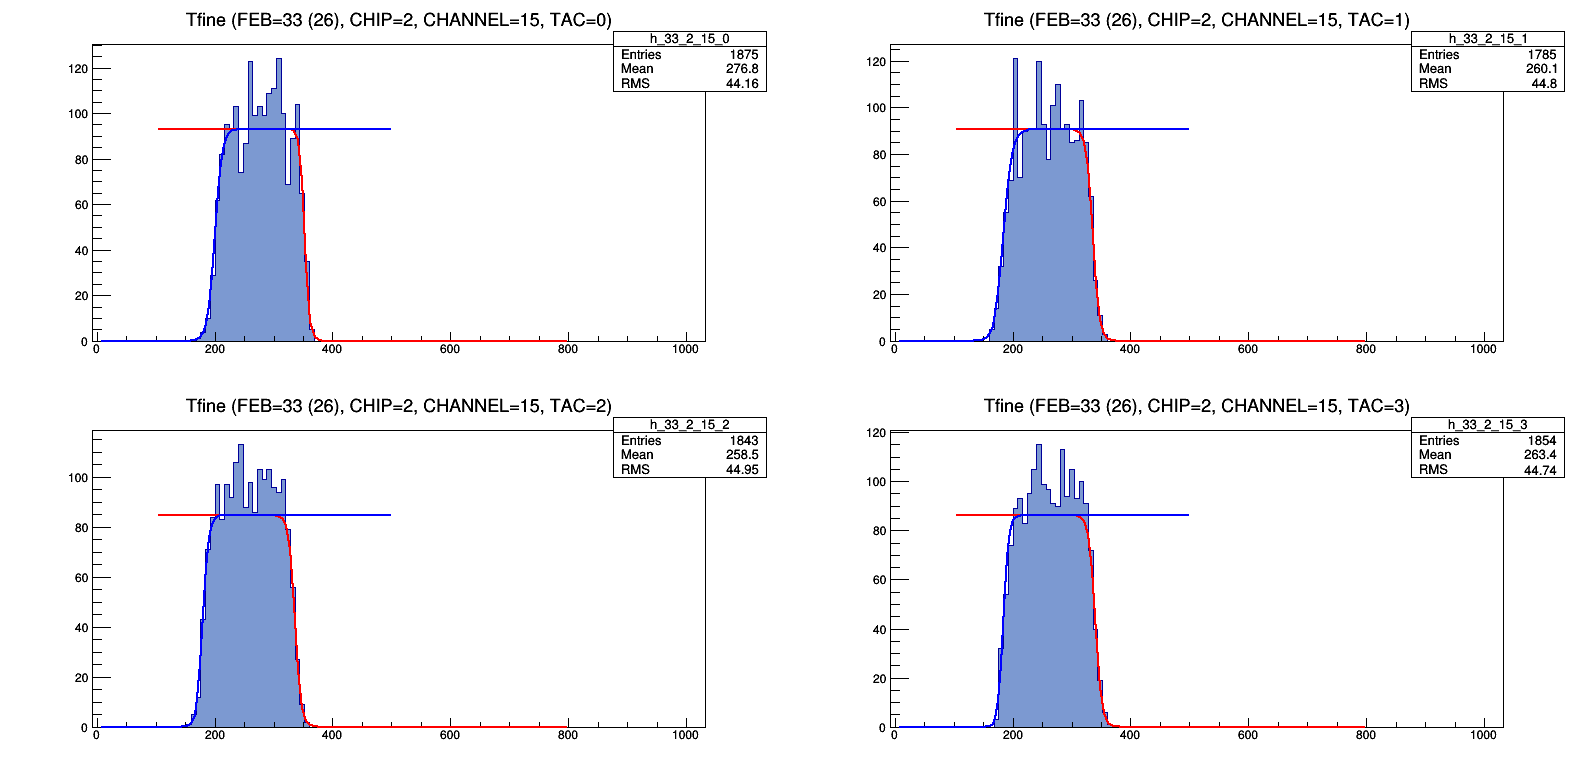 Tfine (FEB=33 (26), CHIP=2, CHANNEL=15, TAC=0)
h_33_2_15_0
Entries 1875
Mean 276.8
RMS 44.16
120
100
80
60
40
20
0
0 200 400 600 800 1000
Tfine (FEB=33 (26), CHIP=2, CHANNEL=15, TAC=1)
h_33_2_15_1
Entries 1785
Mean 260.1
RMS 44.8
120
100
80
60
40
20
0
0 200 400 600 800 1000
Tfine (FEB=33 (26), CHIP=2, CHANNEL=15, TAC=2)
h_33_2_15_2
Entries 1843
Mean 258.5
RMS 44.95
100
80
60
40
20
0
0 200 400 600 800 1000
Tfine (FEB=33 (26), CHIP=2, CHANNEL=15, TAC=3)
h_33_2_15_3
Entries 1854
Mean 263.4
RMS 44.74
120
100
80
60
40
20
0
0 200 400 600 800 1000